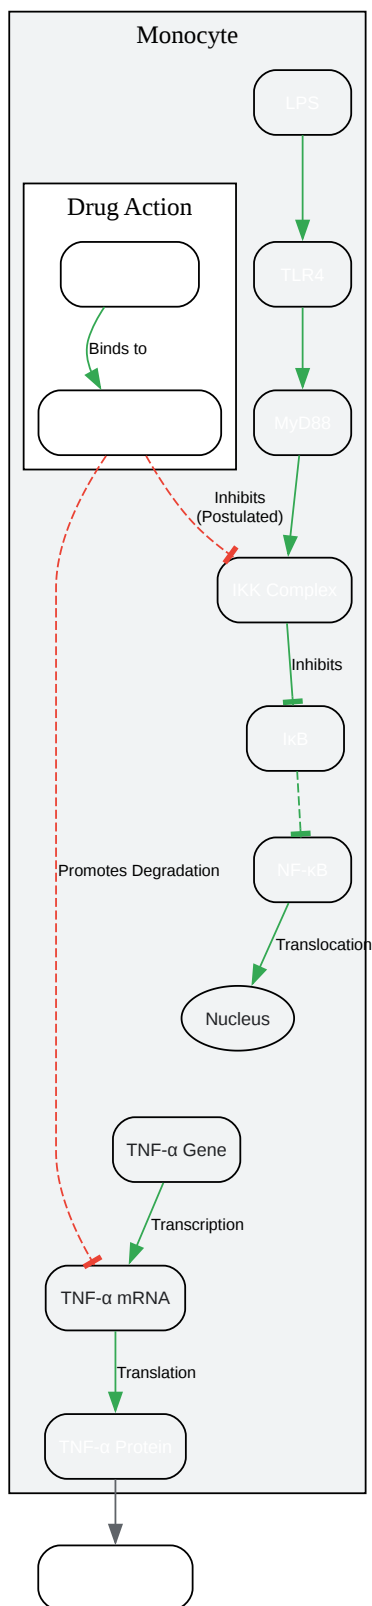 Monocyte
LPS
Drug Action
TLR4
Binds to
MyD88
Inhibits
(Postulated)
IKK Complex
Inhibits
IκB
Promotes Degradation
NF-κB
Translocation
Nucleus
TNF-α Gene
Transcription
TNF-α mRNA
Translation
TNF-α Protein